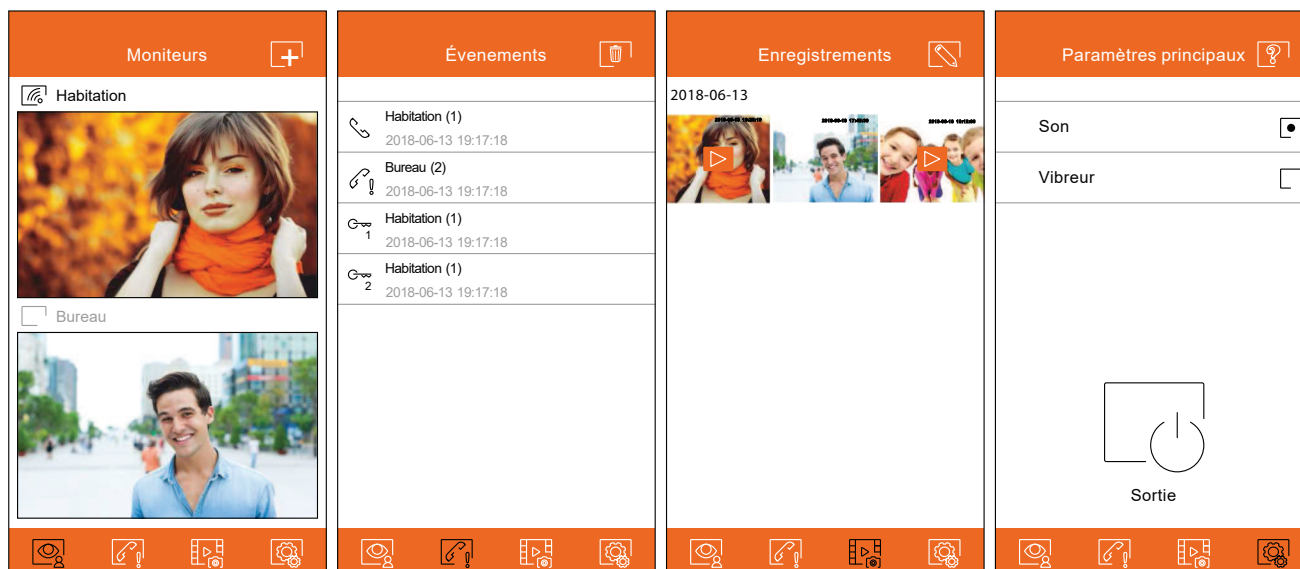 Moniteurs
Habitation
Bureau
Évenements
Habitation (1)
2018-06-13 19:17:18
Bureau (2)
2018-06-13 19:17:18
1
Habitation (1)
2018-06-13 19:17:18
2
Habitation (1)
2018-06-13 19:17:18
Enregistrements
2018-06-13
Paramètres principaux
Son
Vibreur
Sortie